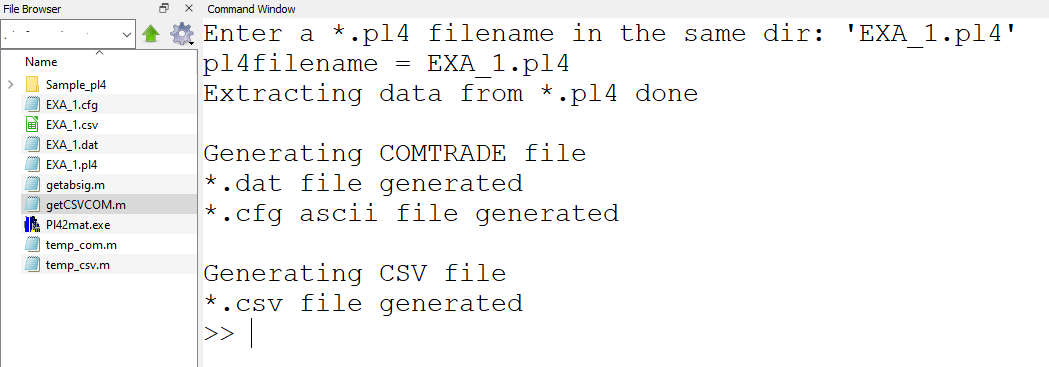 File Browser
Name
Sample_pl4
EXA_1.cfg
EXA_1.csv
EXA_1.dat
EXA_1.pl4
getabsig.m
getCSVCOM.m
Pl42mat.exe
temp_com.m
temp_csv.m
Command Window
Enter a *.pl4 filename in the same dir: 'EXA_1.pl4'
pl4filename = EXA_1.pl4
Extracting data from *.pl4 done
Generating COMTRADE file
*.dat file generated
*.cfg ascii file generated
Generating CSV file
*.csv file generated
>>